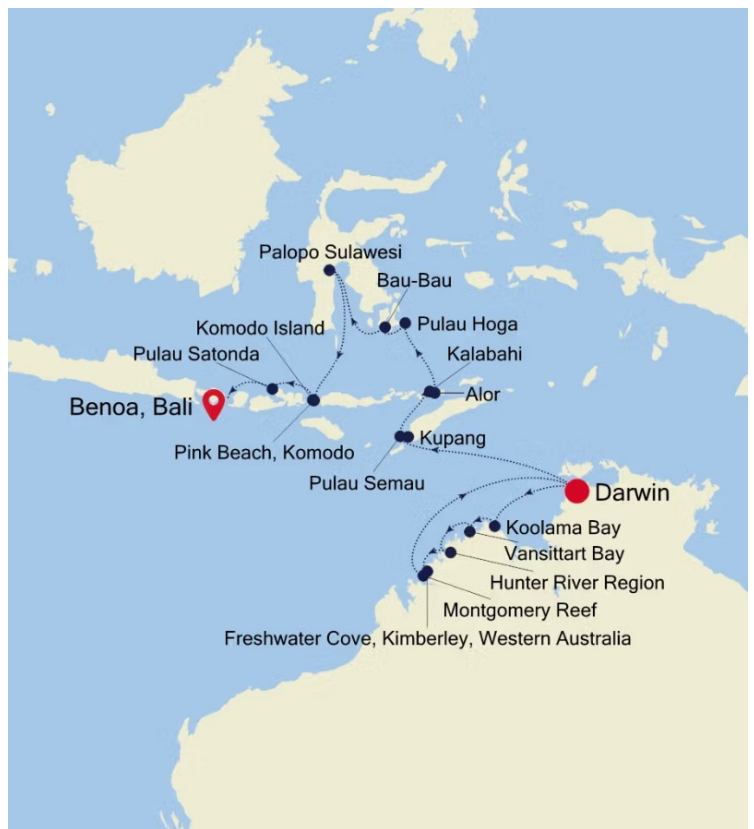 Palopo Sulawesi
Bau-Bau
Komodo Island
Pulau Hoga
Pulau Satonda
Kalabahi
Alor
Benoa, Bali
Kupang
Pink Beach, Komodo
Pulau Semau
Darwin
Koolama Bay
Vansittart Bay
Hunter River Region
Montgomery Reef
Freshwater Cove, Kimberley, Western Australia